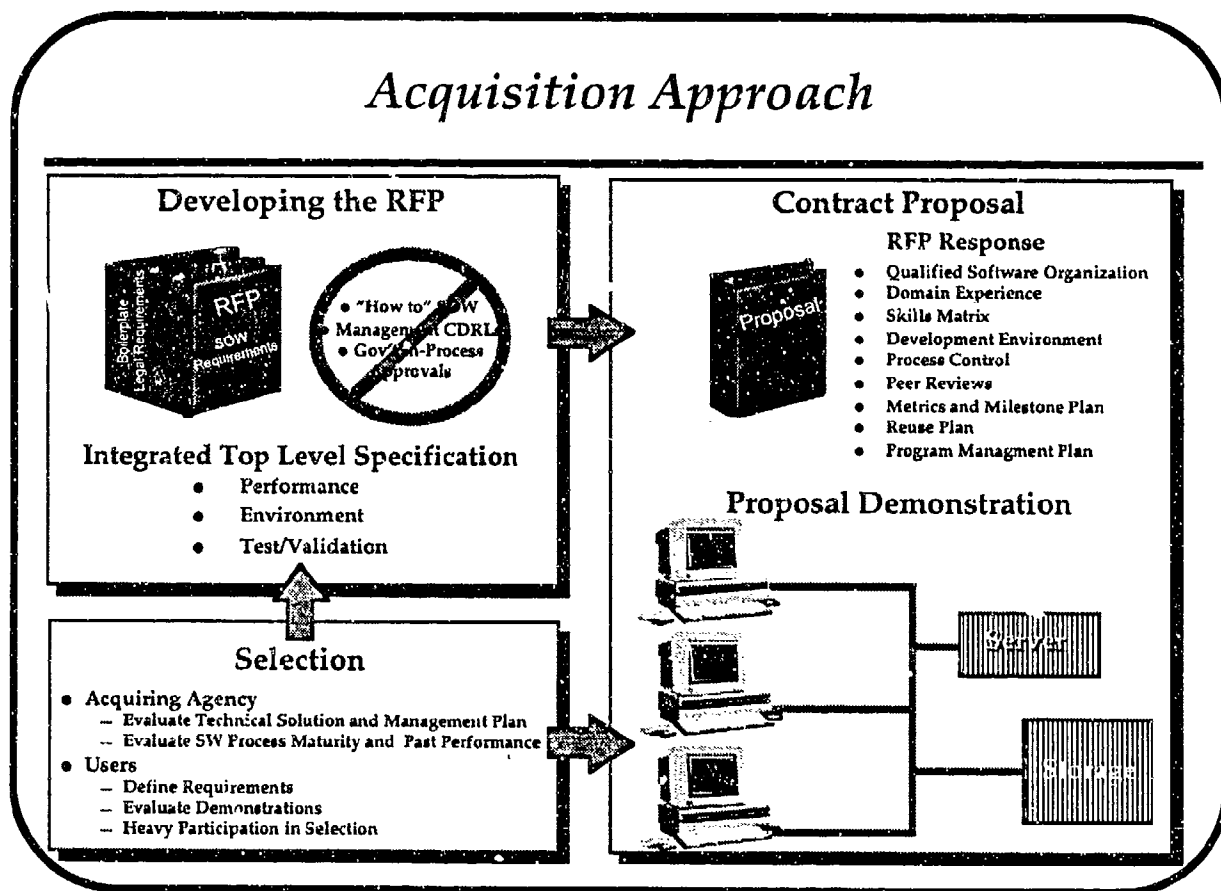 Acquisition Approach
Developing the RFP
Boilerplate
Legal Requirements
RFP
SOW
Requirements
● "How to" SOW
● Management CDRL
● Gov't In-Process
Approvals
Integrated Top Level Specification
● Performance
● Environment
● Test/Validation
Selection
● Acquiring Agency
– Evaluate Technical Solution and Management Plan
– Evaluate SW Process Maturity and Past Performance
● Users
– Define Requirements
– Evaluate Demonstrations
– Heavy Participation in Selection
Contract Proposal
Proposal
RFP Response
● Qualified Software Organization
● Domain Experience
● Skills Matrix
● Development Environment
● Process Control
● Peer Reviews
● Metrics and Milestone Plan
● Reuse Plan
● Program Managment Plan
Proposal Demonstration
Server
Storage